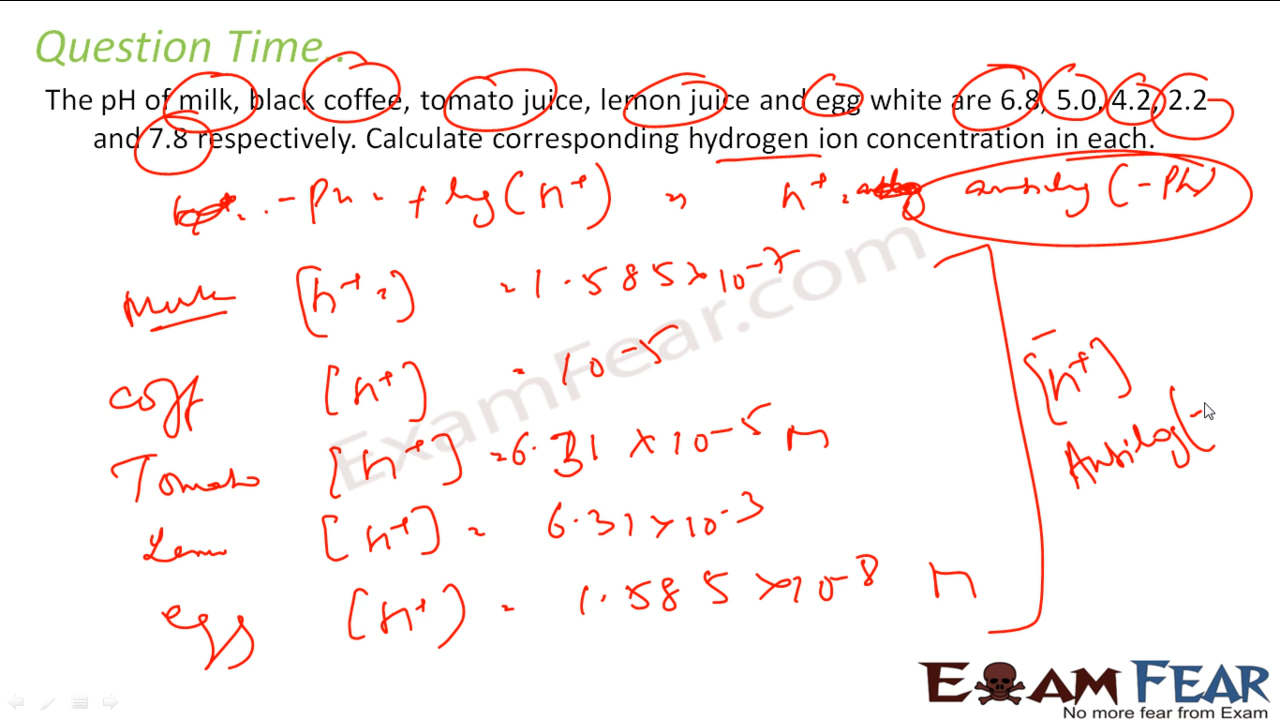 Question Time..
The pH of milk, black coffee, tomato juice, lemon juice and egg white are 6.8, 5.0, 4.2, 2.2
and 7.8 respectively. Calculate corresponding hydrogen ion concentration in each.
-PH = + log (H+) = H+ = antilog (-PH)
Milk [H+ =] = 1.585 x 10-7
Coff [H+] = 10-5
Tomato [H+] = 6.31 x 10-5 M
Lemn [H+] = 6.31 x 10-3
eggs [H+] = 1.585 x 10-8 M
[H+]
Antilog(-
ExamFear.com
EXAM FEAR
No more fear from Exam